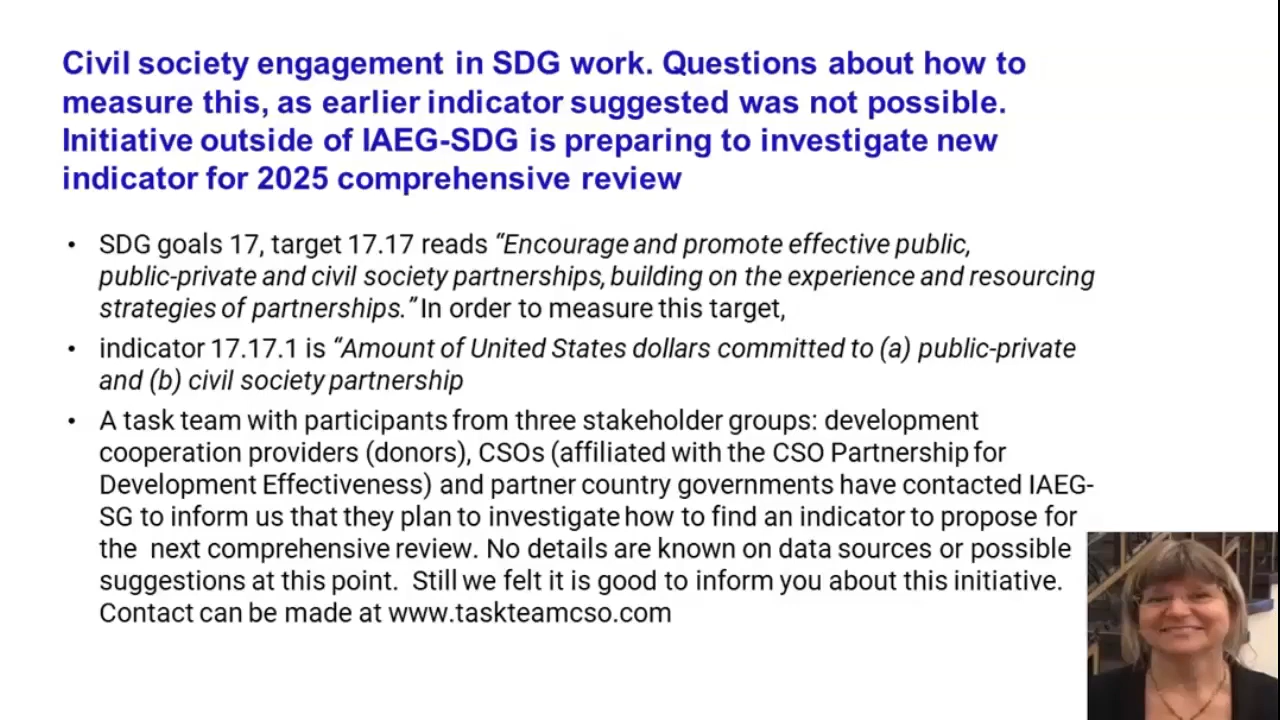 Civil society engagement in SDG work. Questions about how to
measure this, as earlier indicator suggested was not possible.
Initiative outside of IAEG-SDG is preparing to investigate new
indicator for 2025 comprehensive review
• SDG goals 17, target 17.17 reads “Encourage and promote effective public,
public-private and civil society partnerships, building on the experience and resourcing
strategies of partnerships.” In order to measure this target,
• indicator 17.17.1 is “Amount of United States dollars committed to (a) public-private
and (b) civil society partnership
• A task team with participants from three stakeholder groups: development
cooperation providers (donors), CSOs (affiliated with the CSO Partnership for
Development Effectiveness) and partner country governments have contacted IAEG-
SG to inform us that they plan to investigate how to find an indicator to propose for
the next comprehensive review. No details are known on data sources or possible
suggestions at this point. Still we felt it is good to inform you about this initiative.
Contact can be made at www.taskteamcso.com